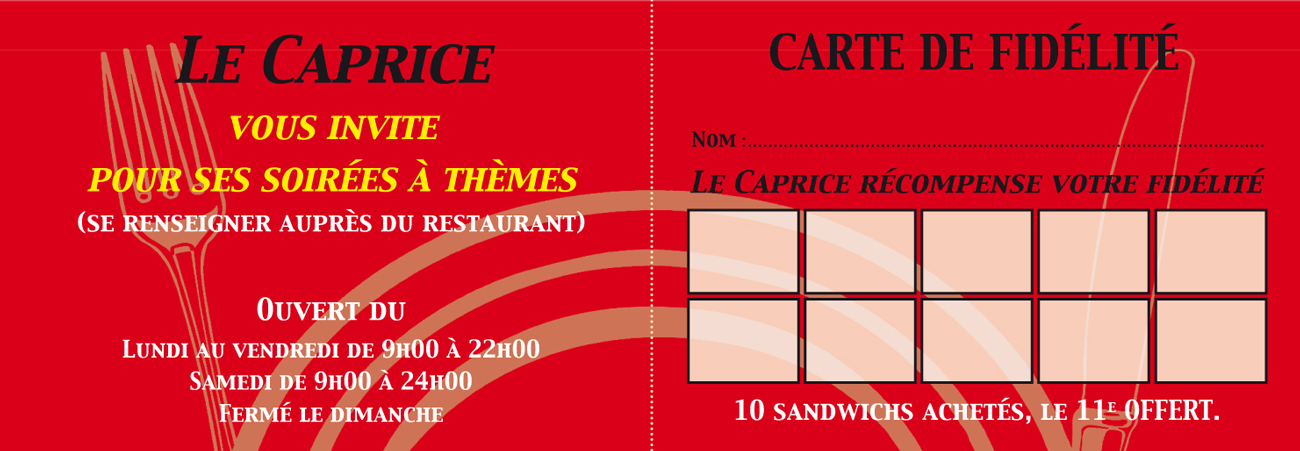 Le Caprice
vous invite
pour ses soirées à thèmes
(se renseigner auprès du restaurant)
Ouvert du
Lundi au vendredi de 9h00 à 22h00
Samedi de 9h00 à 24h00
Fermé le dimanche
CARTE DE FIDÉLITÉ
Nom :
Le Caprice récompense votre fidélité
10 sandwichs achetés, le 11e offert.